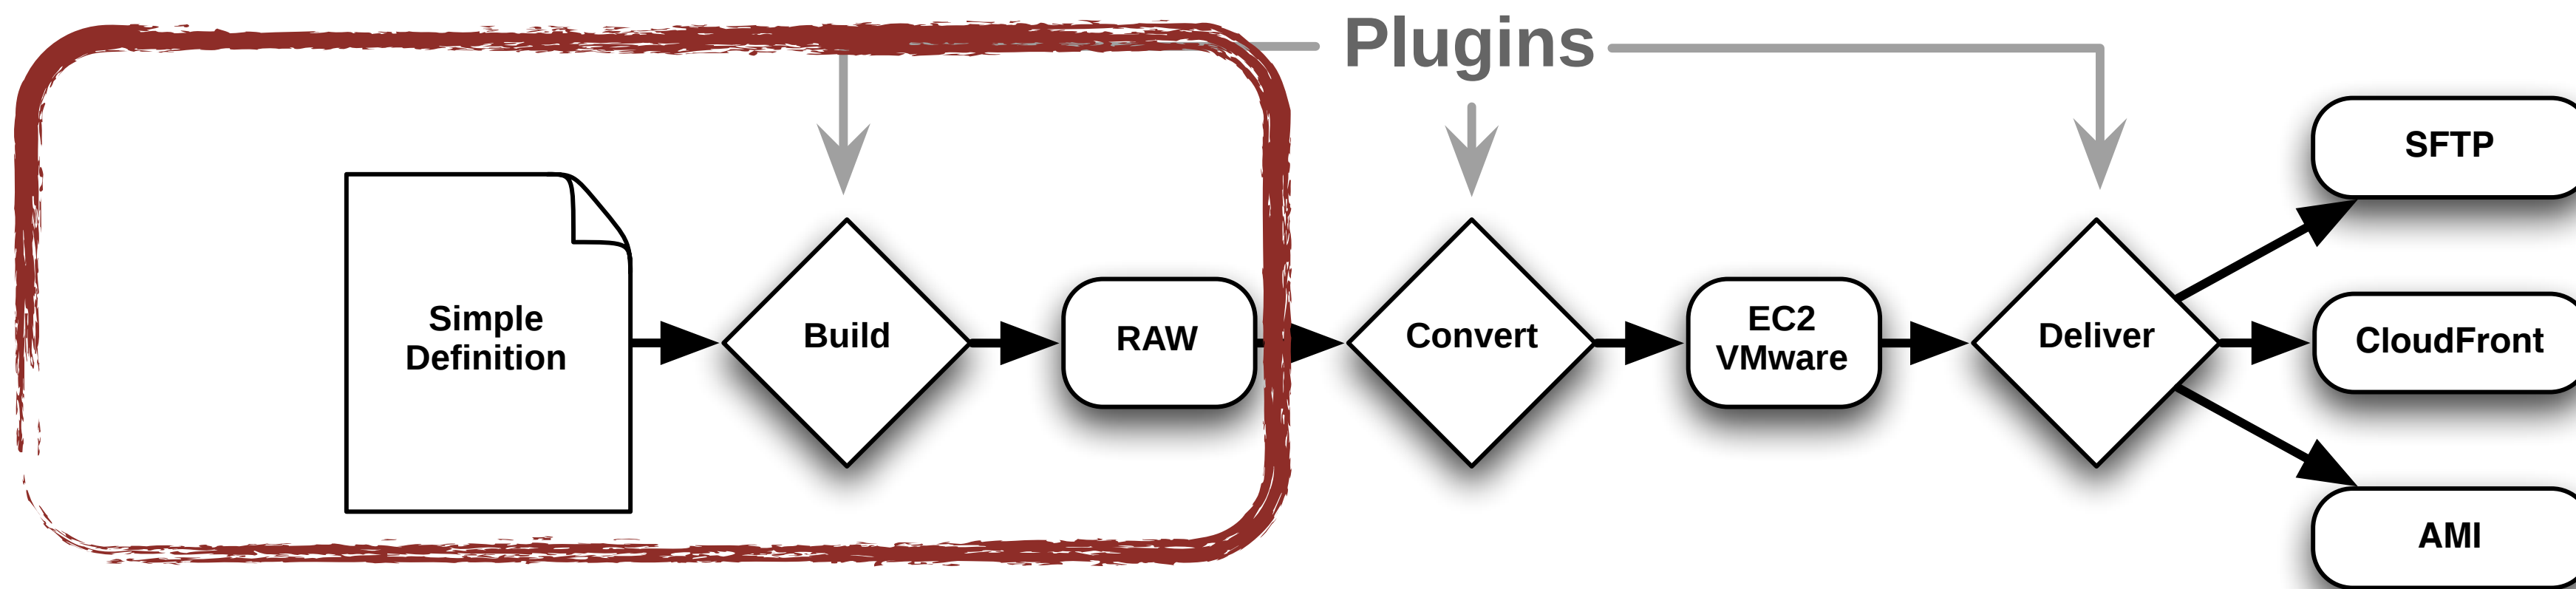 Plugins
Simple
Definition
Build
RAW
Convert
EC2
VMware
Deliver
SFTP
CloudFront
AMI